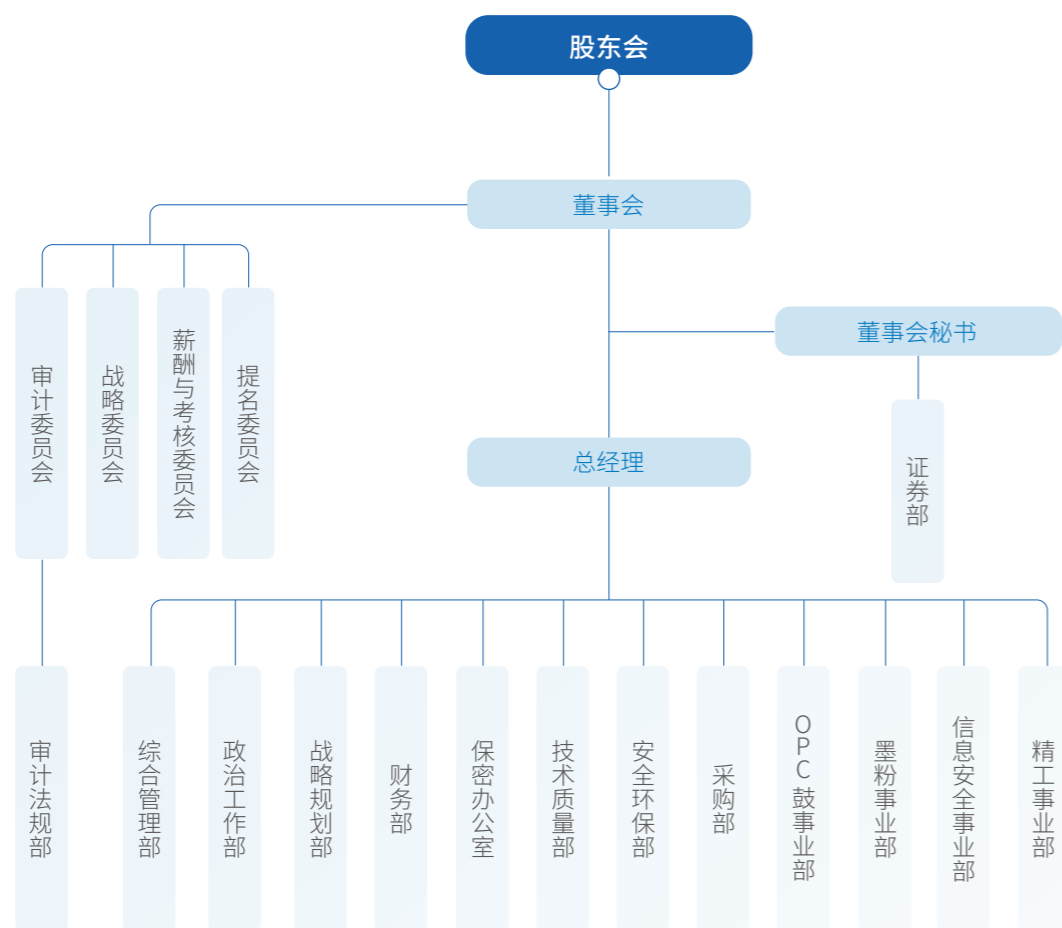 股东会
董事会
董事会秘书
审计委员会
战略委员会
薪酬与考核委员会
提名委员会
总经理
证券部
审计法规部
综合管理部
政治工作部
战略规划部
财务部
保密办公室
技术质量部
安全环保部
采购部
OPC鼓事业部
墨粉事业部
信息安全事业部
精工事业部